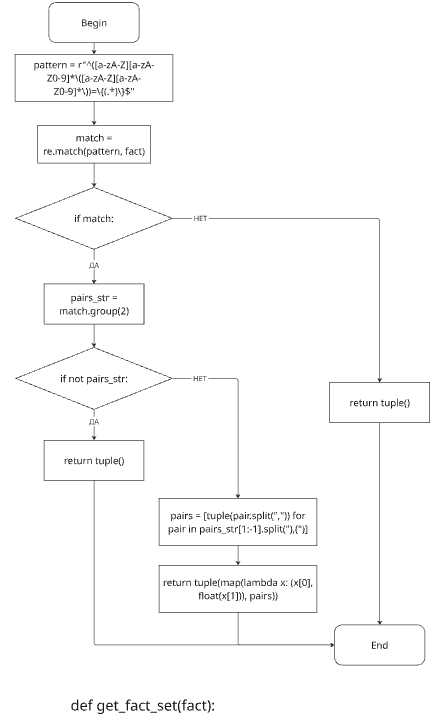 Begin
pattern = r"^([a-zA-Z][a-zA-
Z0-9]*\([a-zA-Z][a-zA-
Z0-9]*\))=\{(.*)\}$"
match =
re.match(pattern, fact)
if match:
НЕТ
ДА
pairs_str =
match.group(2)
if not pairs_str:
НЕТ
ДА
return tuple()
return tuple()
pairs = [tuple(pair.split(",")) for
pair in pairs_str[1:-1].split("),(")]
return tuple(map(lambda x: (x[0],
float(x[1])), pairs))
End
def get_fact_set(fact):